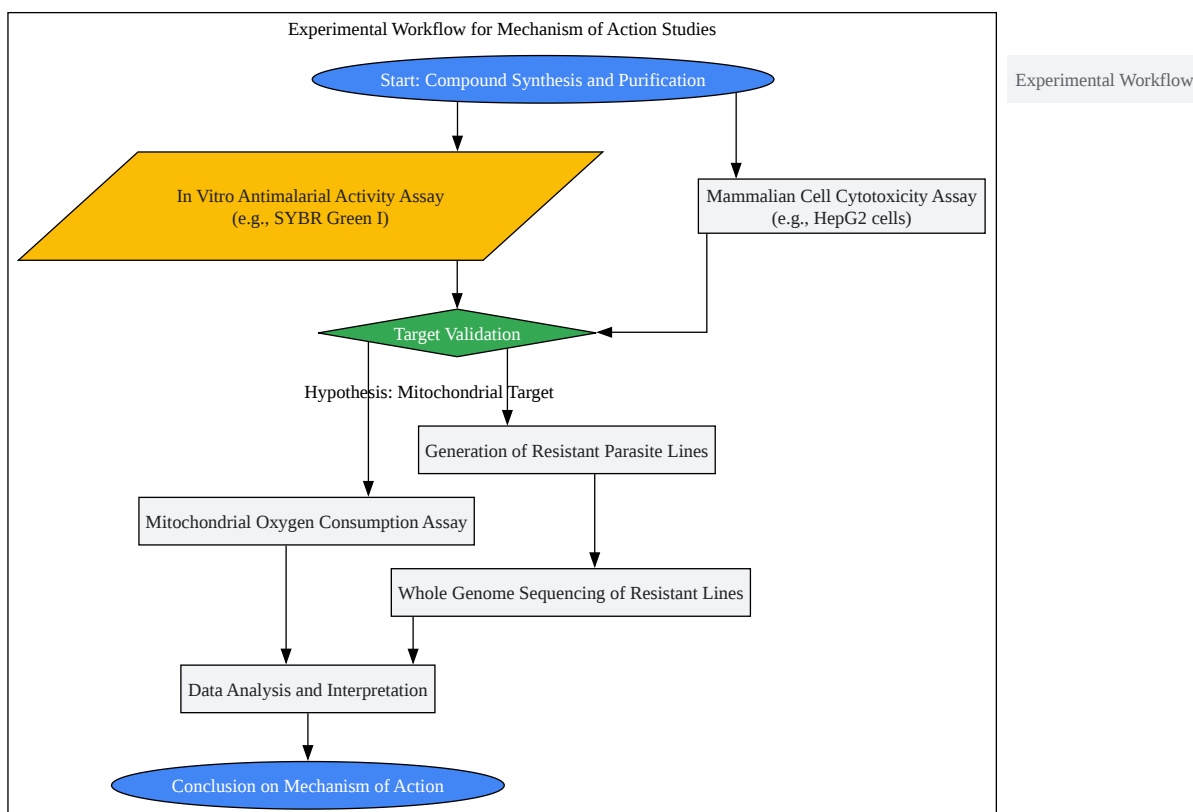 Experimental Workflow for Mechanism of Action Studies
Start: Compound Synthesis and Purification
Experimental Workflow
In Vitro Antimalarial Activity Assay
(e.g., SYBR Green I)
Mammalian Cell Cytotoxicity Assay
(e.g., HepG2 cells)
Target Validation
Hypothesis: Mitochondrial Target
Generation of Resistant Parasite Lines
Mitochondrial Oxygen Consumption Assay
Whole Genome Sequencing of Resistant Lines
Data Analysis and Interpretation
Conclusion on Mechanism of Action